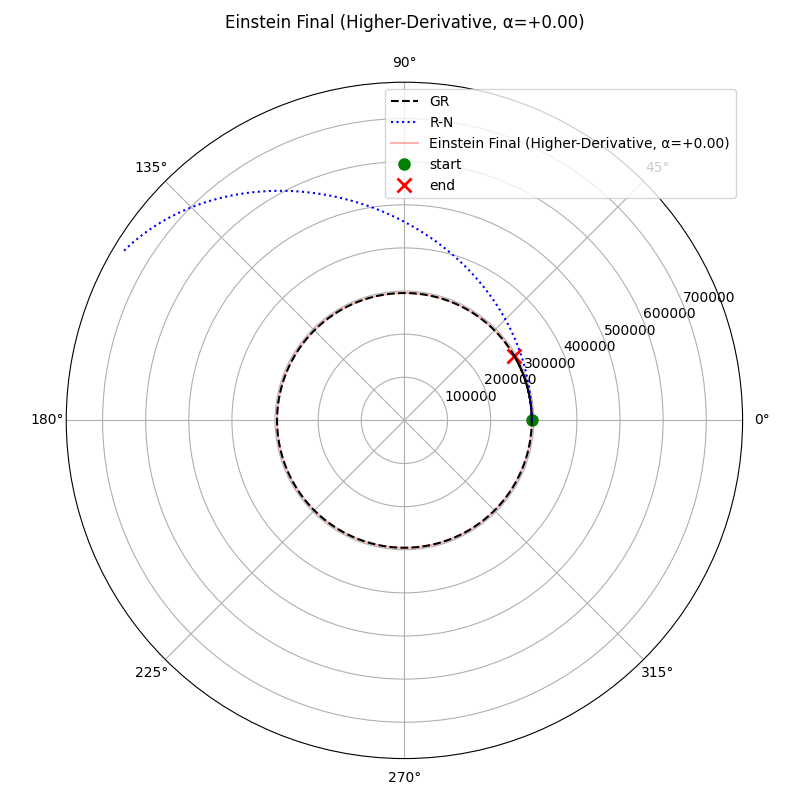 Einstein Final (Higher-Derivative, α=+0.00)
90°
GR
R-N
Einstein Final (Higher-Derivative, α=+0.00)
start
end
135°
45°
700000
600000
500000
400000
300000
200000
100000
180°
0°
225°
315°
270°